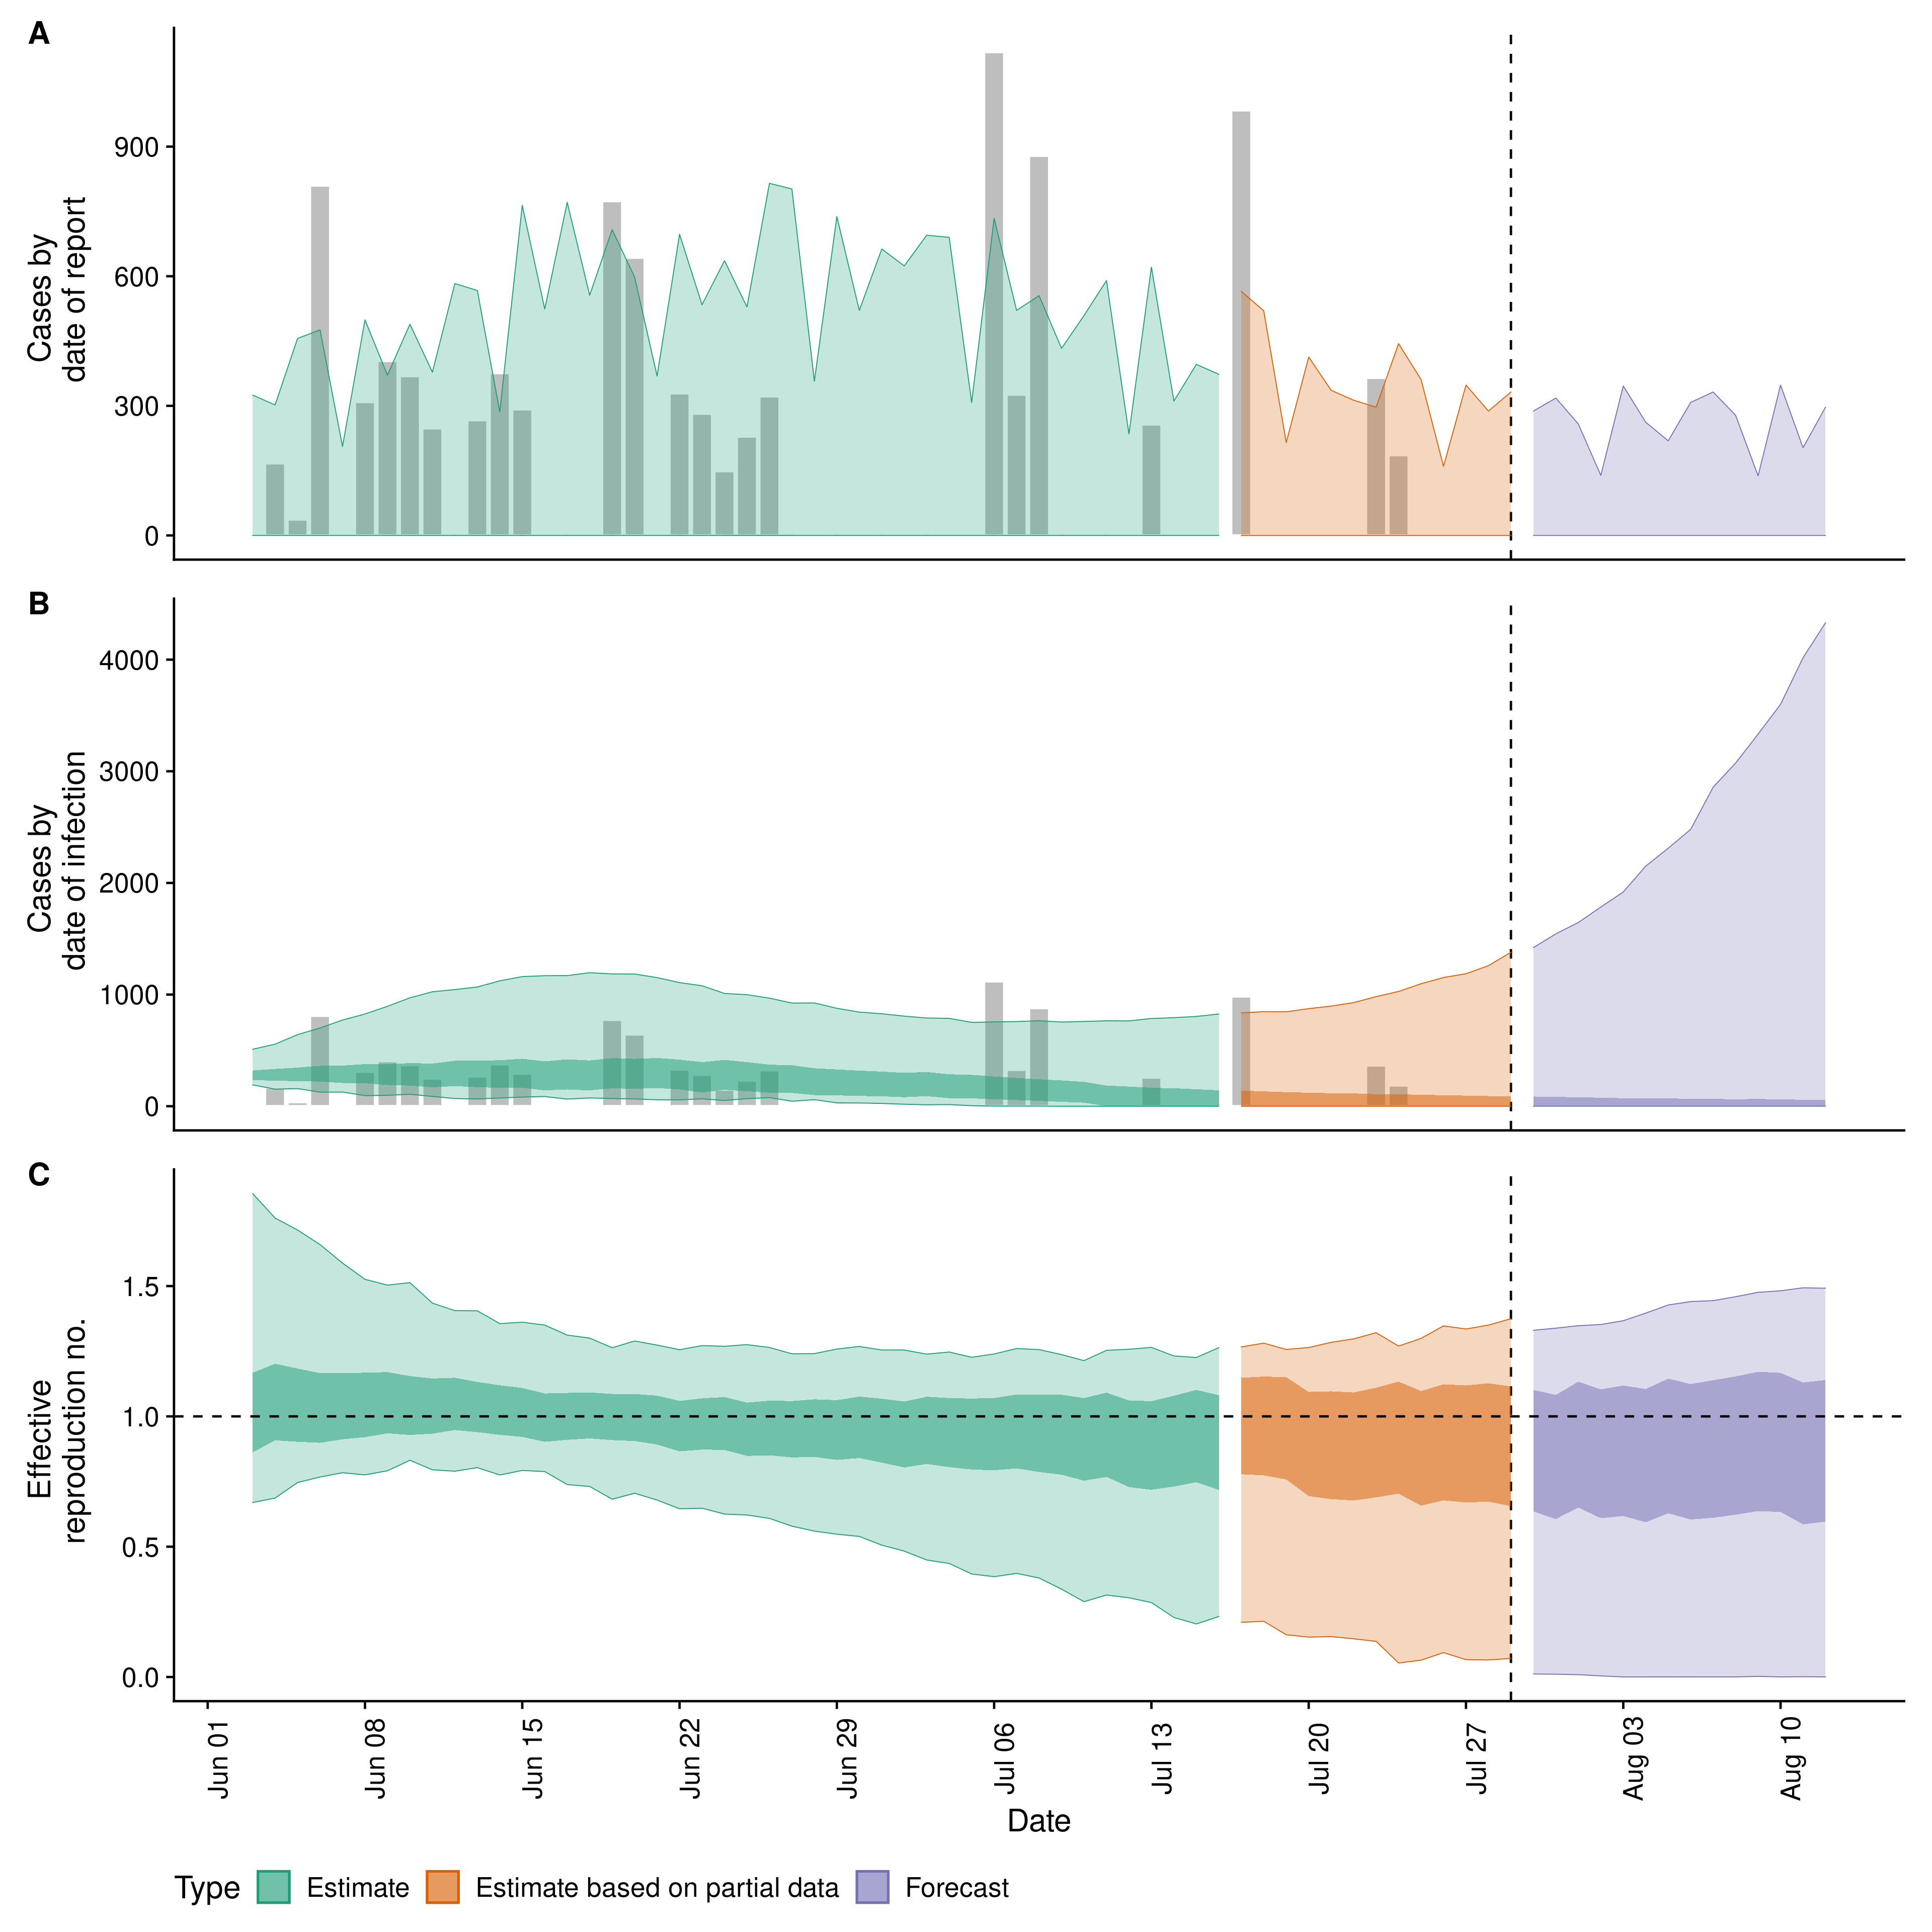 A
Cases by
date of report
900
600
300
0
B
Cases by
date of infection
4000
3000
2000
1000
0
C
Effective
reproduction no.
1.5
1.0
0.5
0.0
Jun 01
Jun 08
Jun 15
Jun 22
Jun 29
Jul 06
Jul 13
Jul 20
Jul 27
Aug 03
Aug 10
Date
Type Estimate Estimate based on partial data Forecast